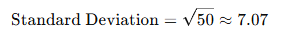 Standard Deviation = √50 ≈ 7.07